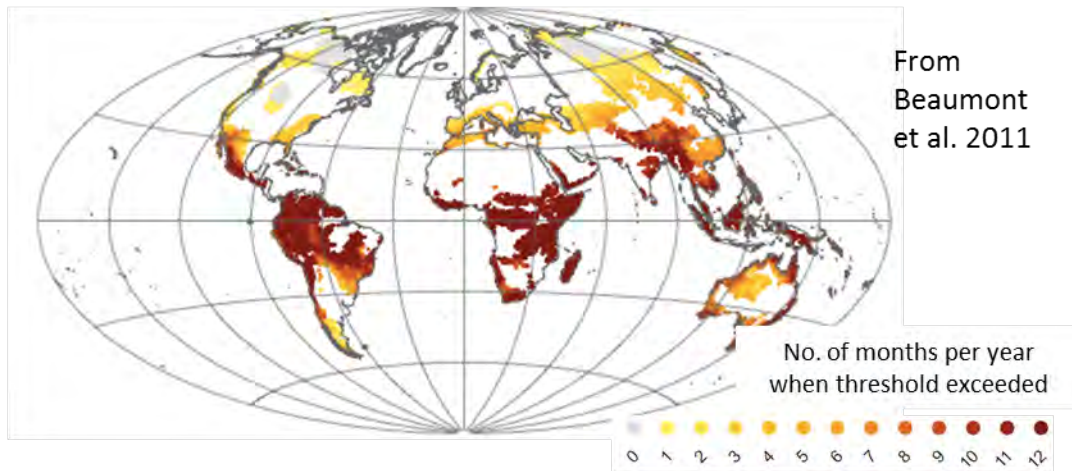 From
Beaumont
et al. 2011
No. of months per year
when threshold exceeded
0 1 2 3 4 5 6 7 8 9 10 11 12